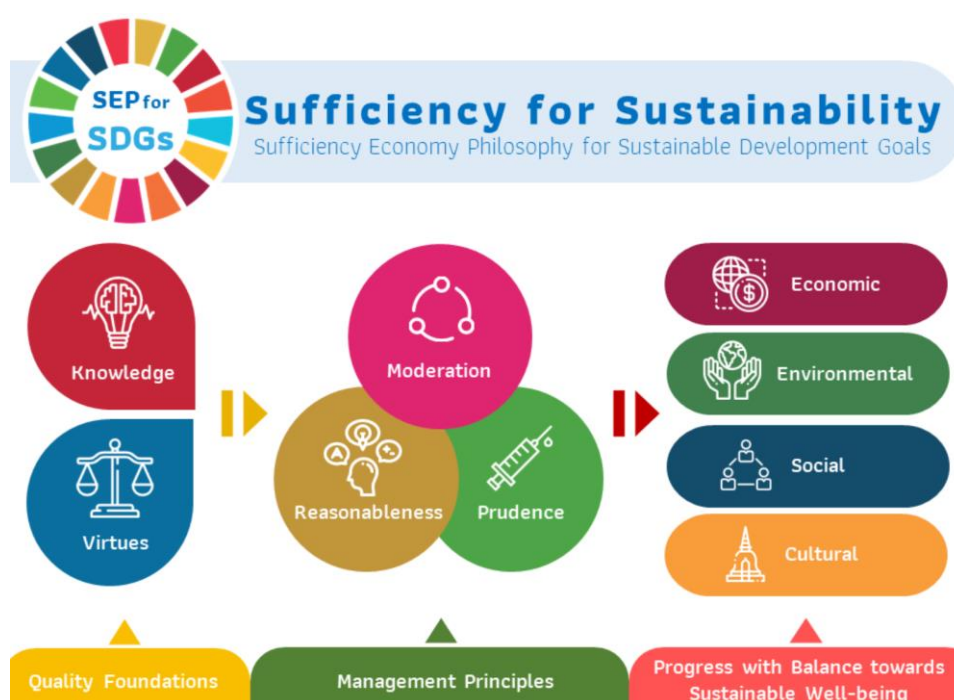 SEP for
SDGs
Sufficiency for Sustainability
Sufficiency Economy Philosophy for Sustainable Development Goals
Knowledge
Virtues
Moderation
Reasonableness
Prudence
Economic
Environmental
Social
Cultural
Quality Foundations
Management Principles
Progress with Balance towards
Sustainable Well-being